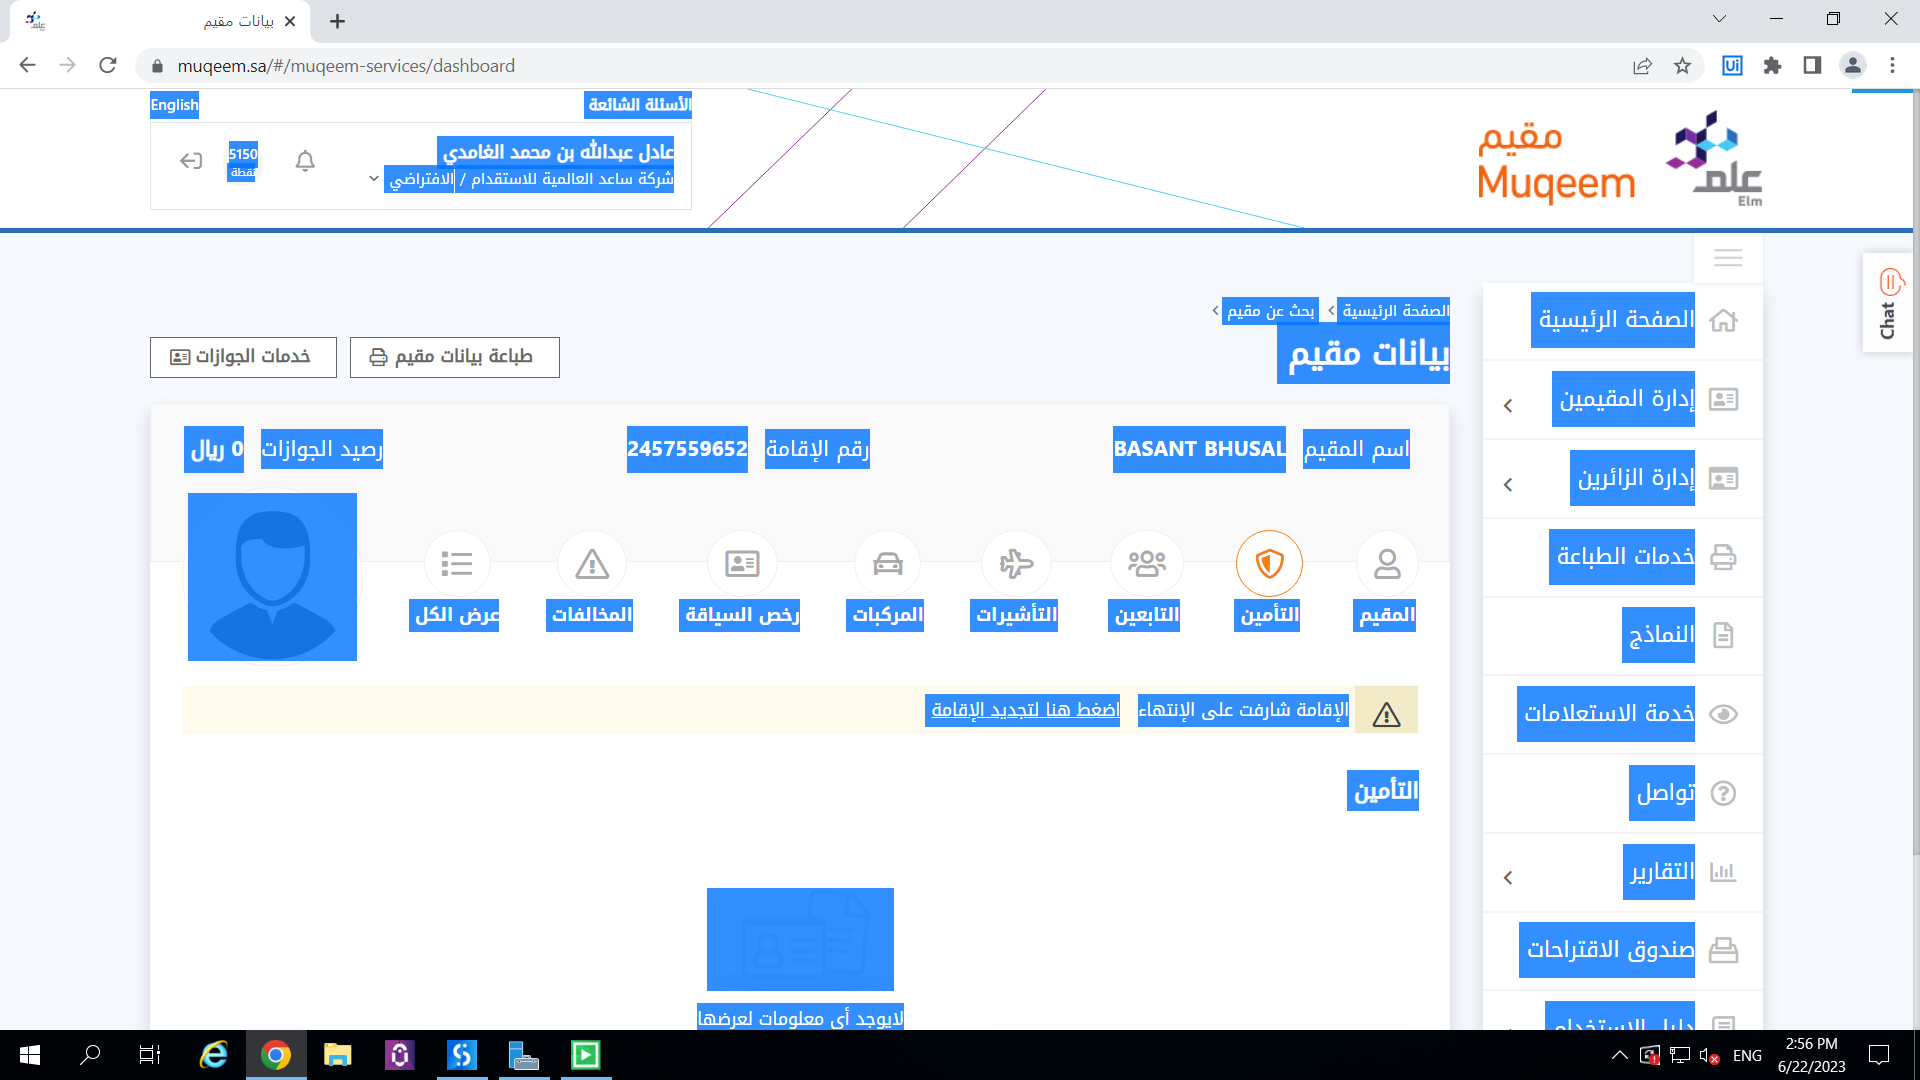 بيانات مقيم
muqeem.sa/#/muqeem-services/dashboard
الأسئلة الشائعة
English
عادل عبدالله بن محمد الغامدي
شركة ساعد العالمية للاستقدام / الافتراضي
5150
نقطة
مقيم
Muqeem
علم
Elm
Chat
الصفحة الرئيسية
إدارة المقيمين
إدارة الزائرين
خدمات الطباعة
النماذج
خدمة الاستعلامات
تواصل
التقارير
صندوق الاقتراحات
دليل الاستخدام
الصفحة الرئيسية
بحث عن مقيم
بيانات مقيم
طباعة بيانات مقيم
خدمات الجوازات
اسم المقيم BASANT BHUSAL
رقم الإقامة 2457559652
رصيد الجوازات 0 ريال
المقيم
التأمين
التابعين
التأشيرات
المركبات
رخص السياقة
المخالفات
عرض الكل
الإقامة شارفت على الإنتهاء اضغط هنا لتجديد الإقامة
التأمين
لايوجد أي معلومات لعرضها
ENG
2:56 PM
6/22/2023